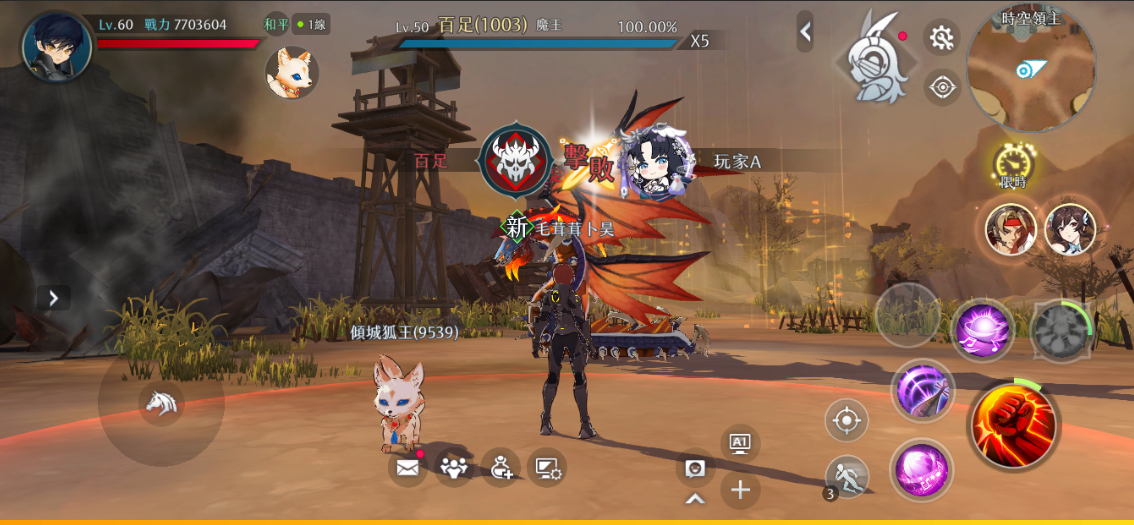 Lv.60 戰力 7703604
和平 1線
Lv.50 百足(1003) 魔王 100.00%
X5
時空領主
百足 擊敗 玩家A
限時
新 毛茸茸卜昊
傾城狐王(9539)
A1
3